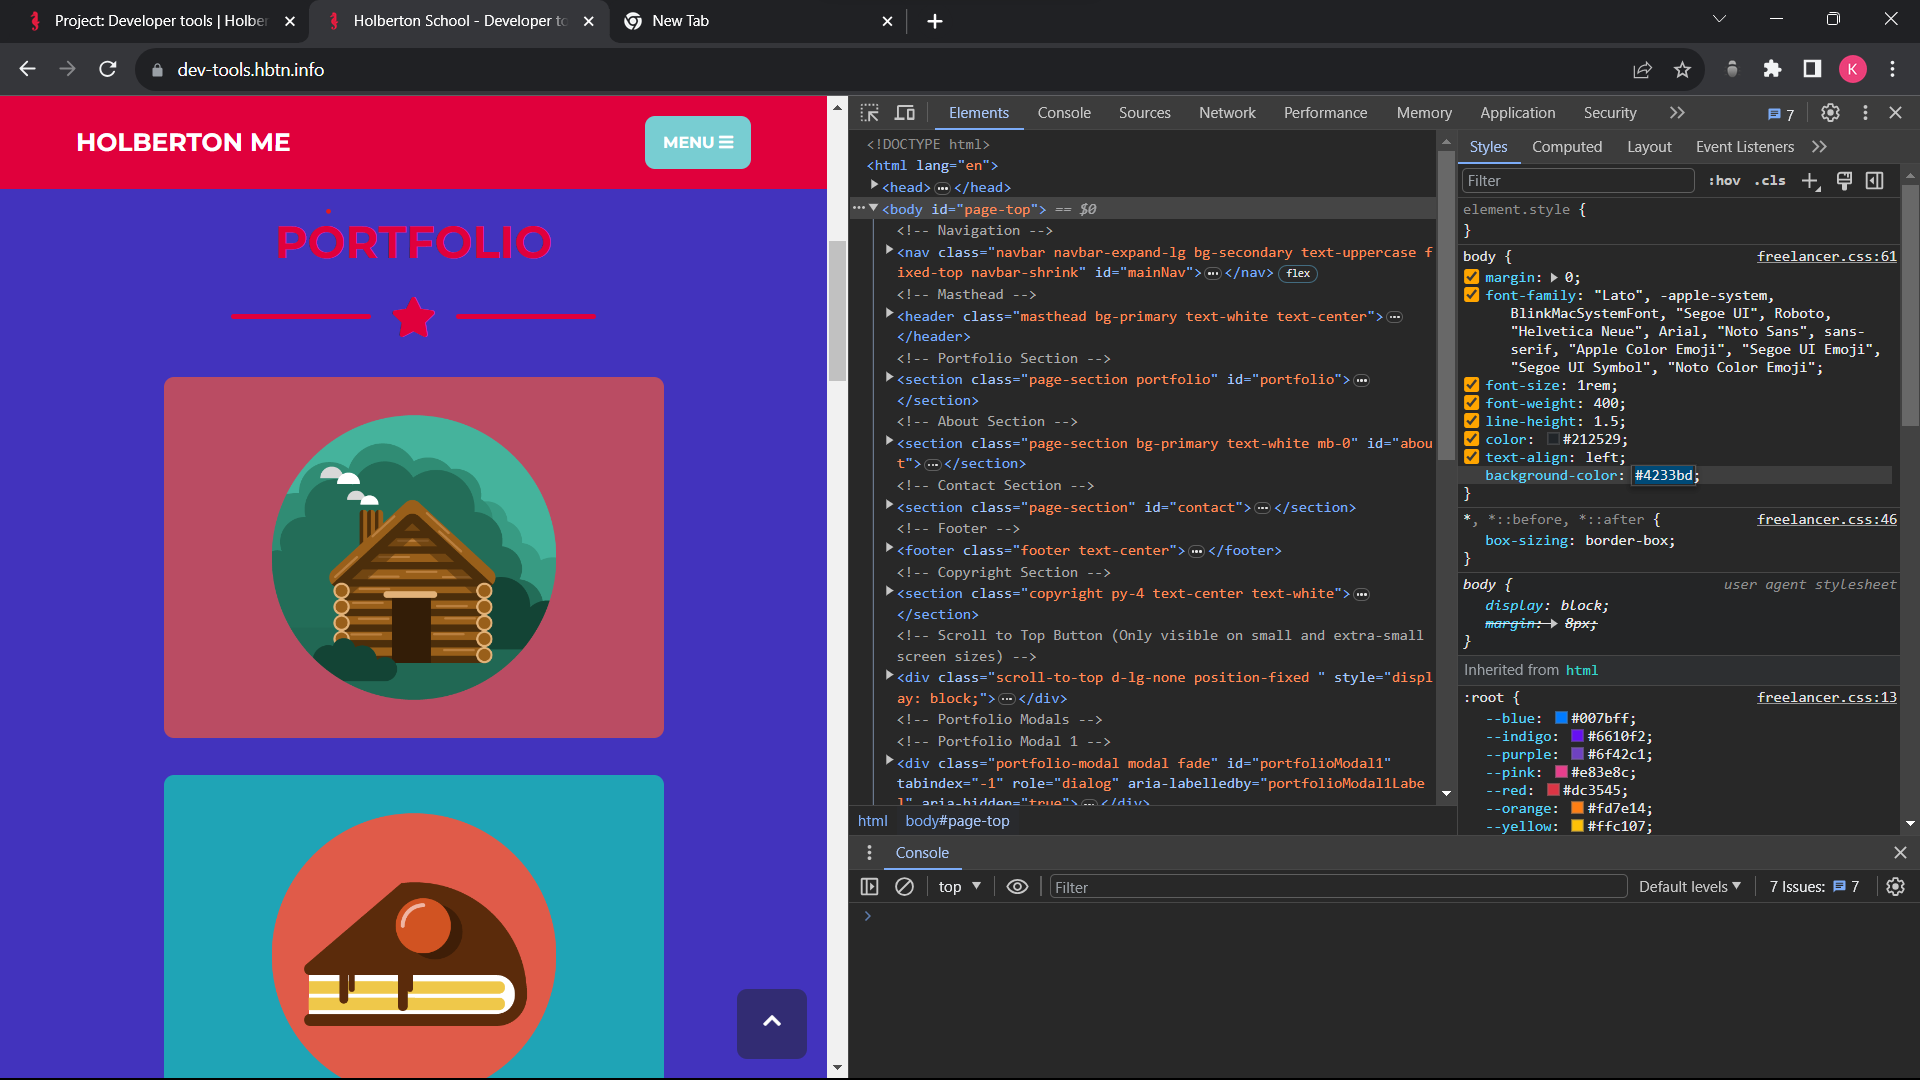 Project: Developer tools | Holber
Holberton School - Developer to
New Tab
dev-tools.hbtn.info
K
HOLBERTON ME
MENU
PORTFOLIO
Elements Console Sources Network Performance Memory Application Security 7
<!DOCTYPE html>
<html lang="en">
<head> … </head>
<body id="page-top"> == $0
<!-- Navigation -->
<nav class="navbar navbar-expand-lg bg-secondary text-uppercase f
ixed-top navbar-shrink" id="mainNav"> … </nav> flex
<!-- Masthead -->
<header class="masthead bg-primary text-white text-center"> …
</header>
<!-- Portfolio Section -->
<section class="page-section portfolio" id="portfolio"> …
</section>
<!-- About Section -->
<section class="page-section bg-primary text-white mb-0" id="abou
t"> … </section>
<!-- Contact Section -->
<section class="page-section" id="contact"> … </section>
<!-- Footer -->
<footer class="footer text-center"> … </footer>
<!-- Copyright Section -->
<section class="copyright py-4 text-center text-white"> …
</section>
<!-- Scroll to Top Button (Only visible on small and extra-small
screen sizes) -->
<div class="scroll-to-top d-lg-none position-fixed " style="displ
ay: block;"> … </div>
<!-- Portfolio Modals -->
<!-- Portfolio Modal 1 -->
<div class="portfolio-modal modal fade" id="portfolioModal1"
tabindex="-1" role="dialog" aria-labelledby="portfolioModal1Labe
l" aria-hidden="true"> … </div>
html body#page-top
Styles Computed Layout Event Listeners
Filter :hov .cls
element.style {
}
body { freelancer.css:61
margin: 0;
font-family: "Lato", -apple-system,
BlinkMacSystemFont, "Segoe UI", Roboto,
"Helvetica Neue", Arial, "Noto Sans", sans-
serif, "Apple Color Emoji", "Segoe UI Emoji",
"Segoe UI Symbol", "Noto Color Emoji";
font-size: 1rem;
font-weight: 400;
line-height: 1.5;
color: #212529;
text-align: left;
background-color: #4233bd;
}
*, *::before, *::after { freelancer.css:46
box-sizing: border-box;
}
body { user agent stylesheet
display: block;
margin: 8px;
}
Inherited from html
:root { freelancer.css:13
--blue: #007bff;
--indigo: #6610f2;
--purple: #6f42c1;
--pink: #e83e8c;
--red: #dc3545;
--orange: #fd7e14;
--yellow: #ffc107;
Console
top Filter Default levels 7 Issues: 7